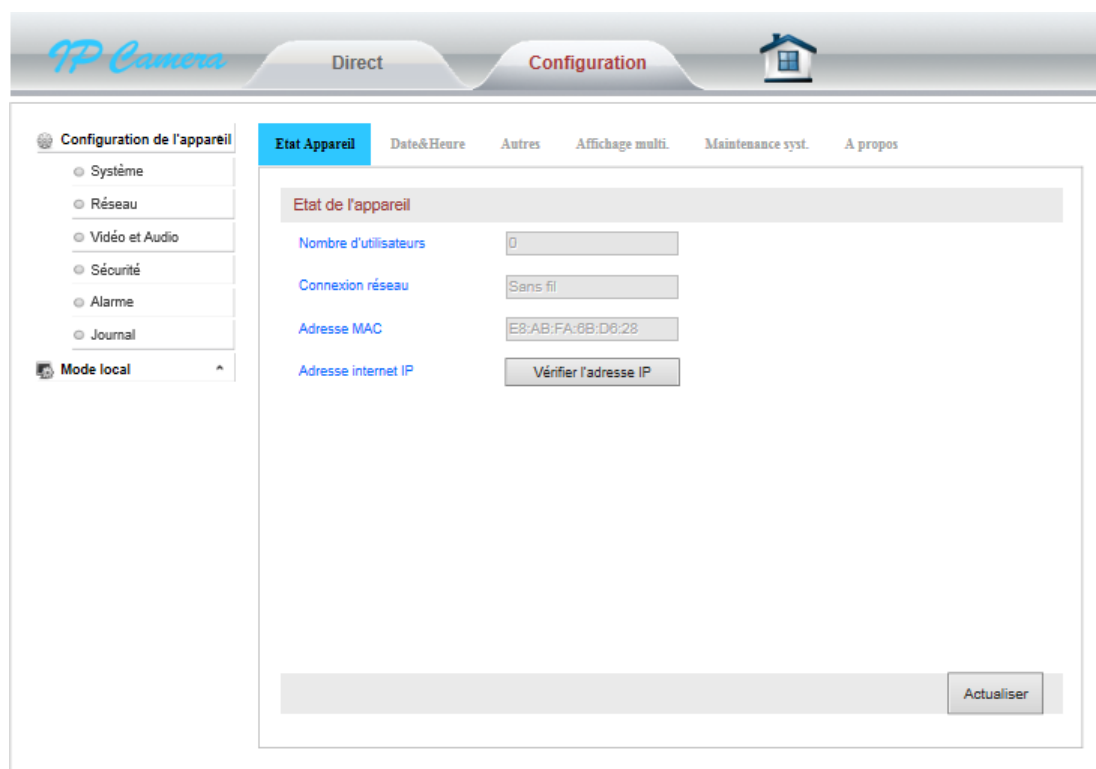 IP Camera
Direct
Configuration
Configuration de l'appareil
Système
Réseau
Vidéo et Audio
Sécurité
Alarme
Journal
Mode local
Etat Appareil
Date&Heure
Autres
Affichage multi.
Maintenance syst.
A propos
Etat de l'appareil
Nombre d'utilisateurs
0
Connexion réseau
Sans fil
Adresse MAC
E8:AB:FA:6B:D6:28
Adresse internet IP
Vérifier l'adresse IP
Actualiser